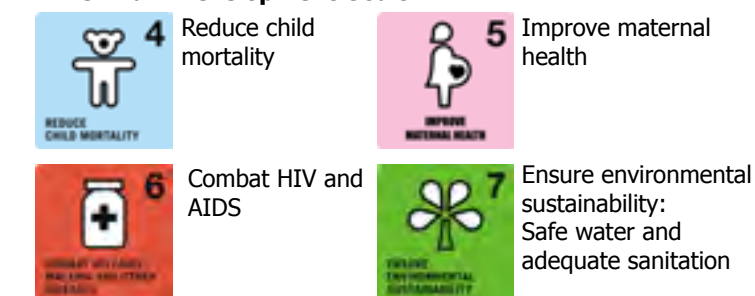 4
Reduce child
mortality
REDUCE
CHILD MORTALITY
5
Improve maternal
health
IMPROVE
MATERNAL HEALTH
6
Combat HIV and
AIDS
7
Ensure environmental
sustainability:
Safe water and
adequate sanitation
ENSURE
ENVIRONMENTAL
SUSTAINABILITY